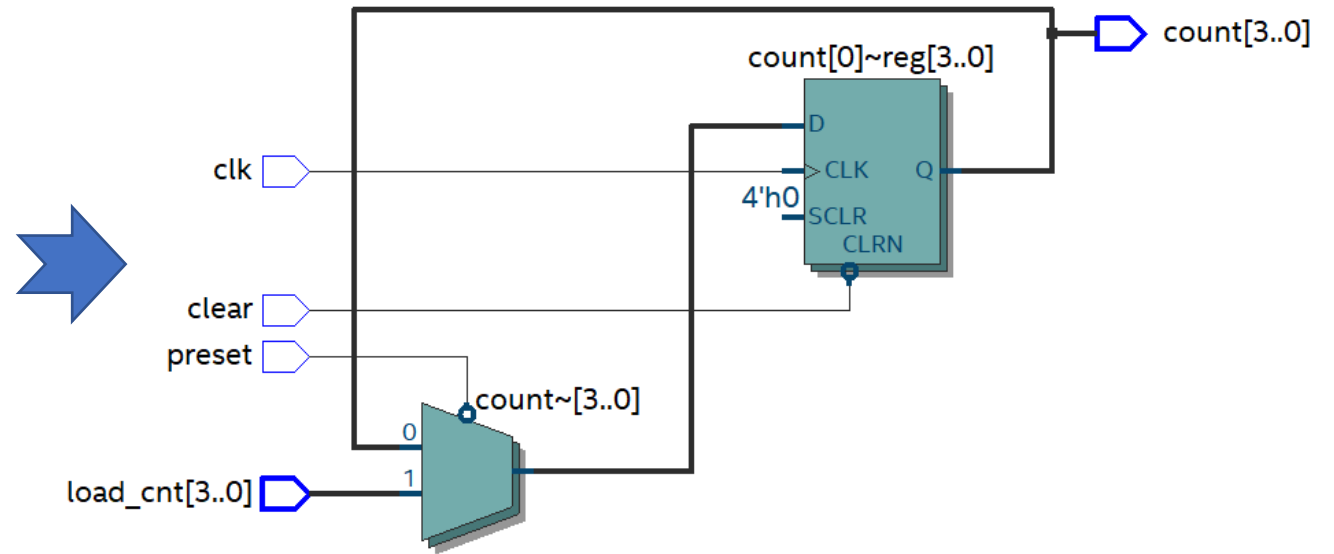 count[3..0]
count[0]~reg[3..0]
D
clk
CLK
Q
4'h0
SCLR
CLRN
clear
preset
count~[3..0]
0
1
load_cnt[3..0]